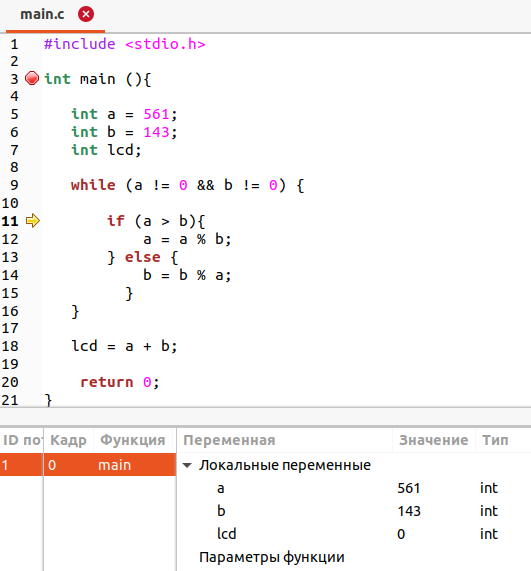 main.c
1 #include <stdio.h>
2
3 int main (){
4
5 int a = 561;
6 int b = 143;
7 int lcd;
8
9 while (a != 0 && b != 0) {
10
11 if (a > b){
12 a = a % b;
13 } else {
14 b = b % a;
15 }
16 }
17
18 lcd = a + b;
19
20 return 0;
21 }
ID пот Кадр Функция Переменная Значение Тип
1 0 main Локальные переменные
a 561 int
b 143 int
lcd 0 int
Параметры функции